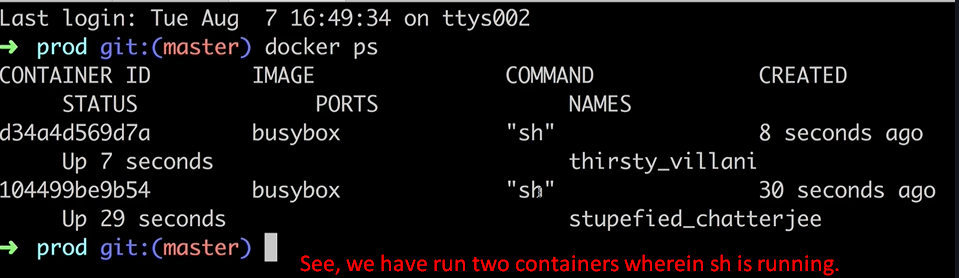 Last login: Tue Aug  7 16:49:34 on ttys002
➜  prod git:(master) docker ps
CONTAINER ID        IMAGE               COMMAND             CREATED
     STATUS              PORTS               NAMES
d34a4d569d7a        busybox             "sh"                8 seconds ago
     Up 7 seconds                            thirsty_villani
104499be9b54        busybox             "sh"                30 seconds ago
     Up 29 seconds                           stupefied_chatterjee
➜  prod git:(master)
See, we have run two containers wherein sh is running.